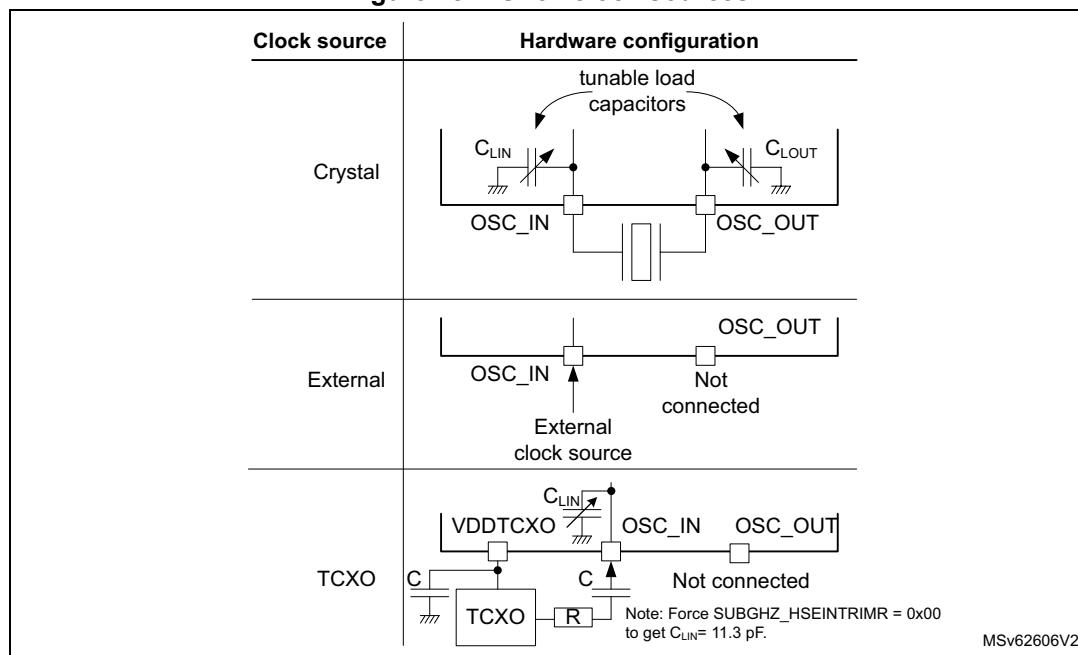 Clock source
Hardware configuration
tunable load
capacitors
CLIN
CLOUT
Crystal
OSC_IN
OSC_OUT
OSC_OUT
OSC_IN
External
Not
connected
External
clock source
CLIN
VDDTCXO
OSC_IN
OSC_OUT
TCXO
C
C
Not connected
TCXO
R
Note: Force SUBGHZ_HSEINTRIMR = 0x00
to get CLIN= 11.3 pF.
MSv62606V2